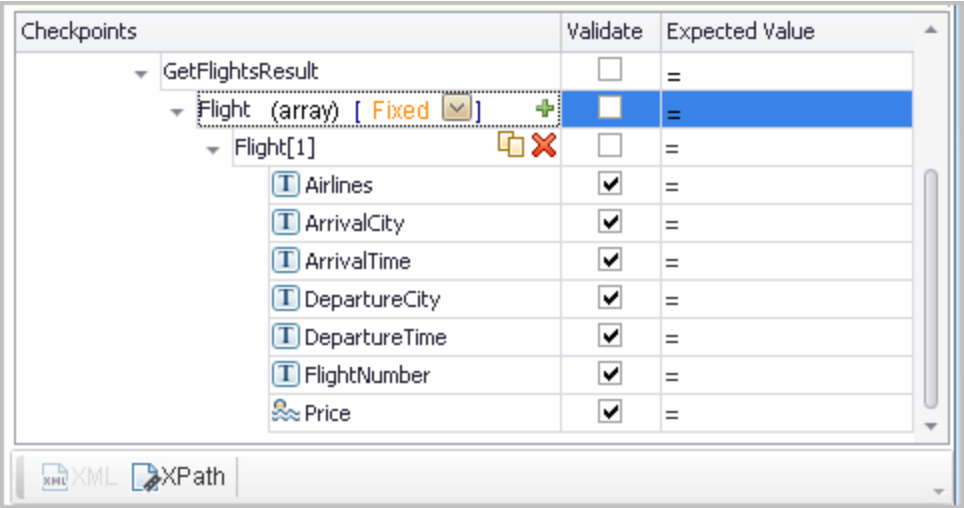 Checkpoints Validate Expected Value
GetFlightsResult =
Flight (array) [ Fixed ] =
Flight[1] =
T Airlines =
T ArrivalCity =
T ArrivalTime =
T DepartureCity =
T DepartureTime =
T FlightNumber =
Price =
XML XML XPath